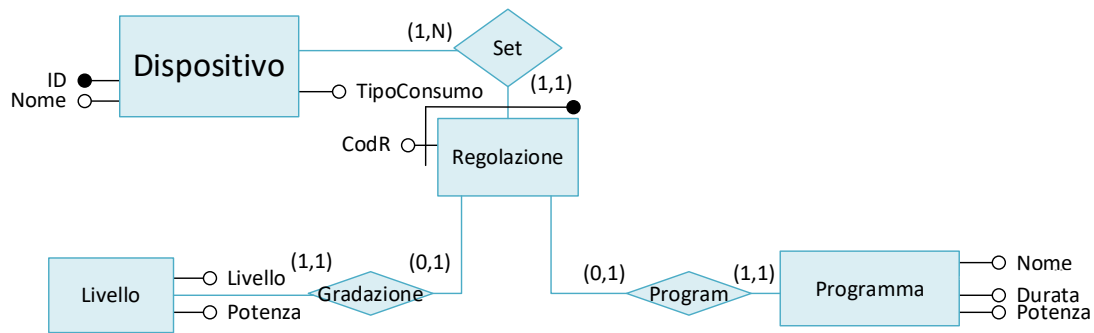 (1,N)
Set
Dispositivo
ID
Nome
TipoConsumo
(1,1)
CodR
Regolazione
(1,1)
(0,1)
Livello
Livello
Gradazione
Potenza
(0,1)
(1,1)
Program
Programma
Nome
Durata
Potenza